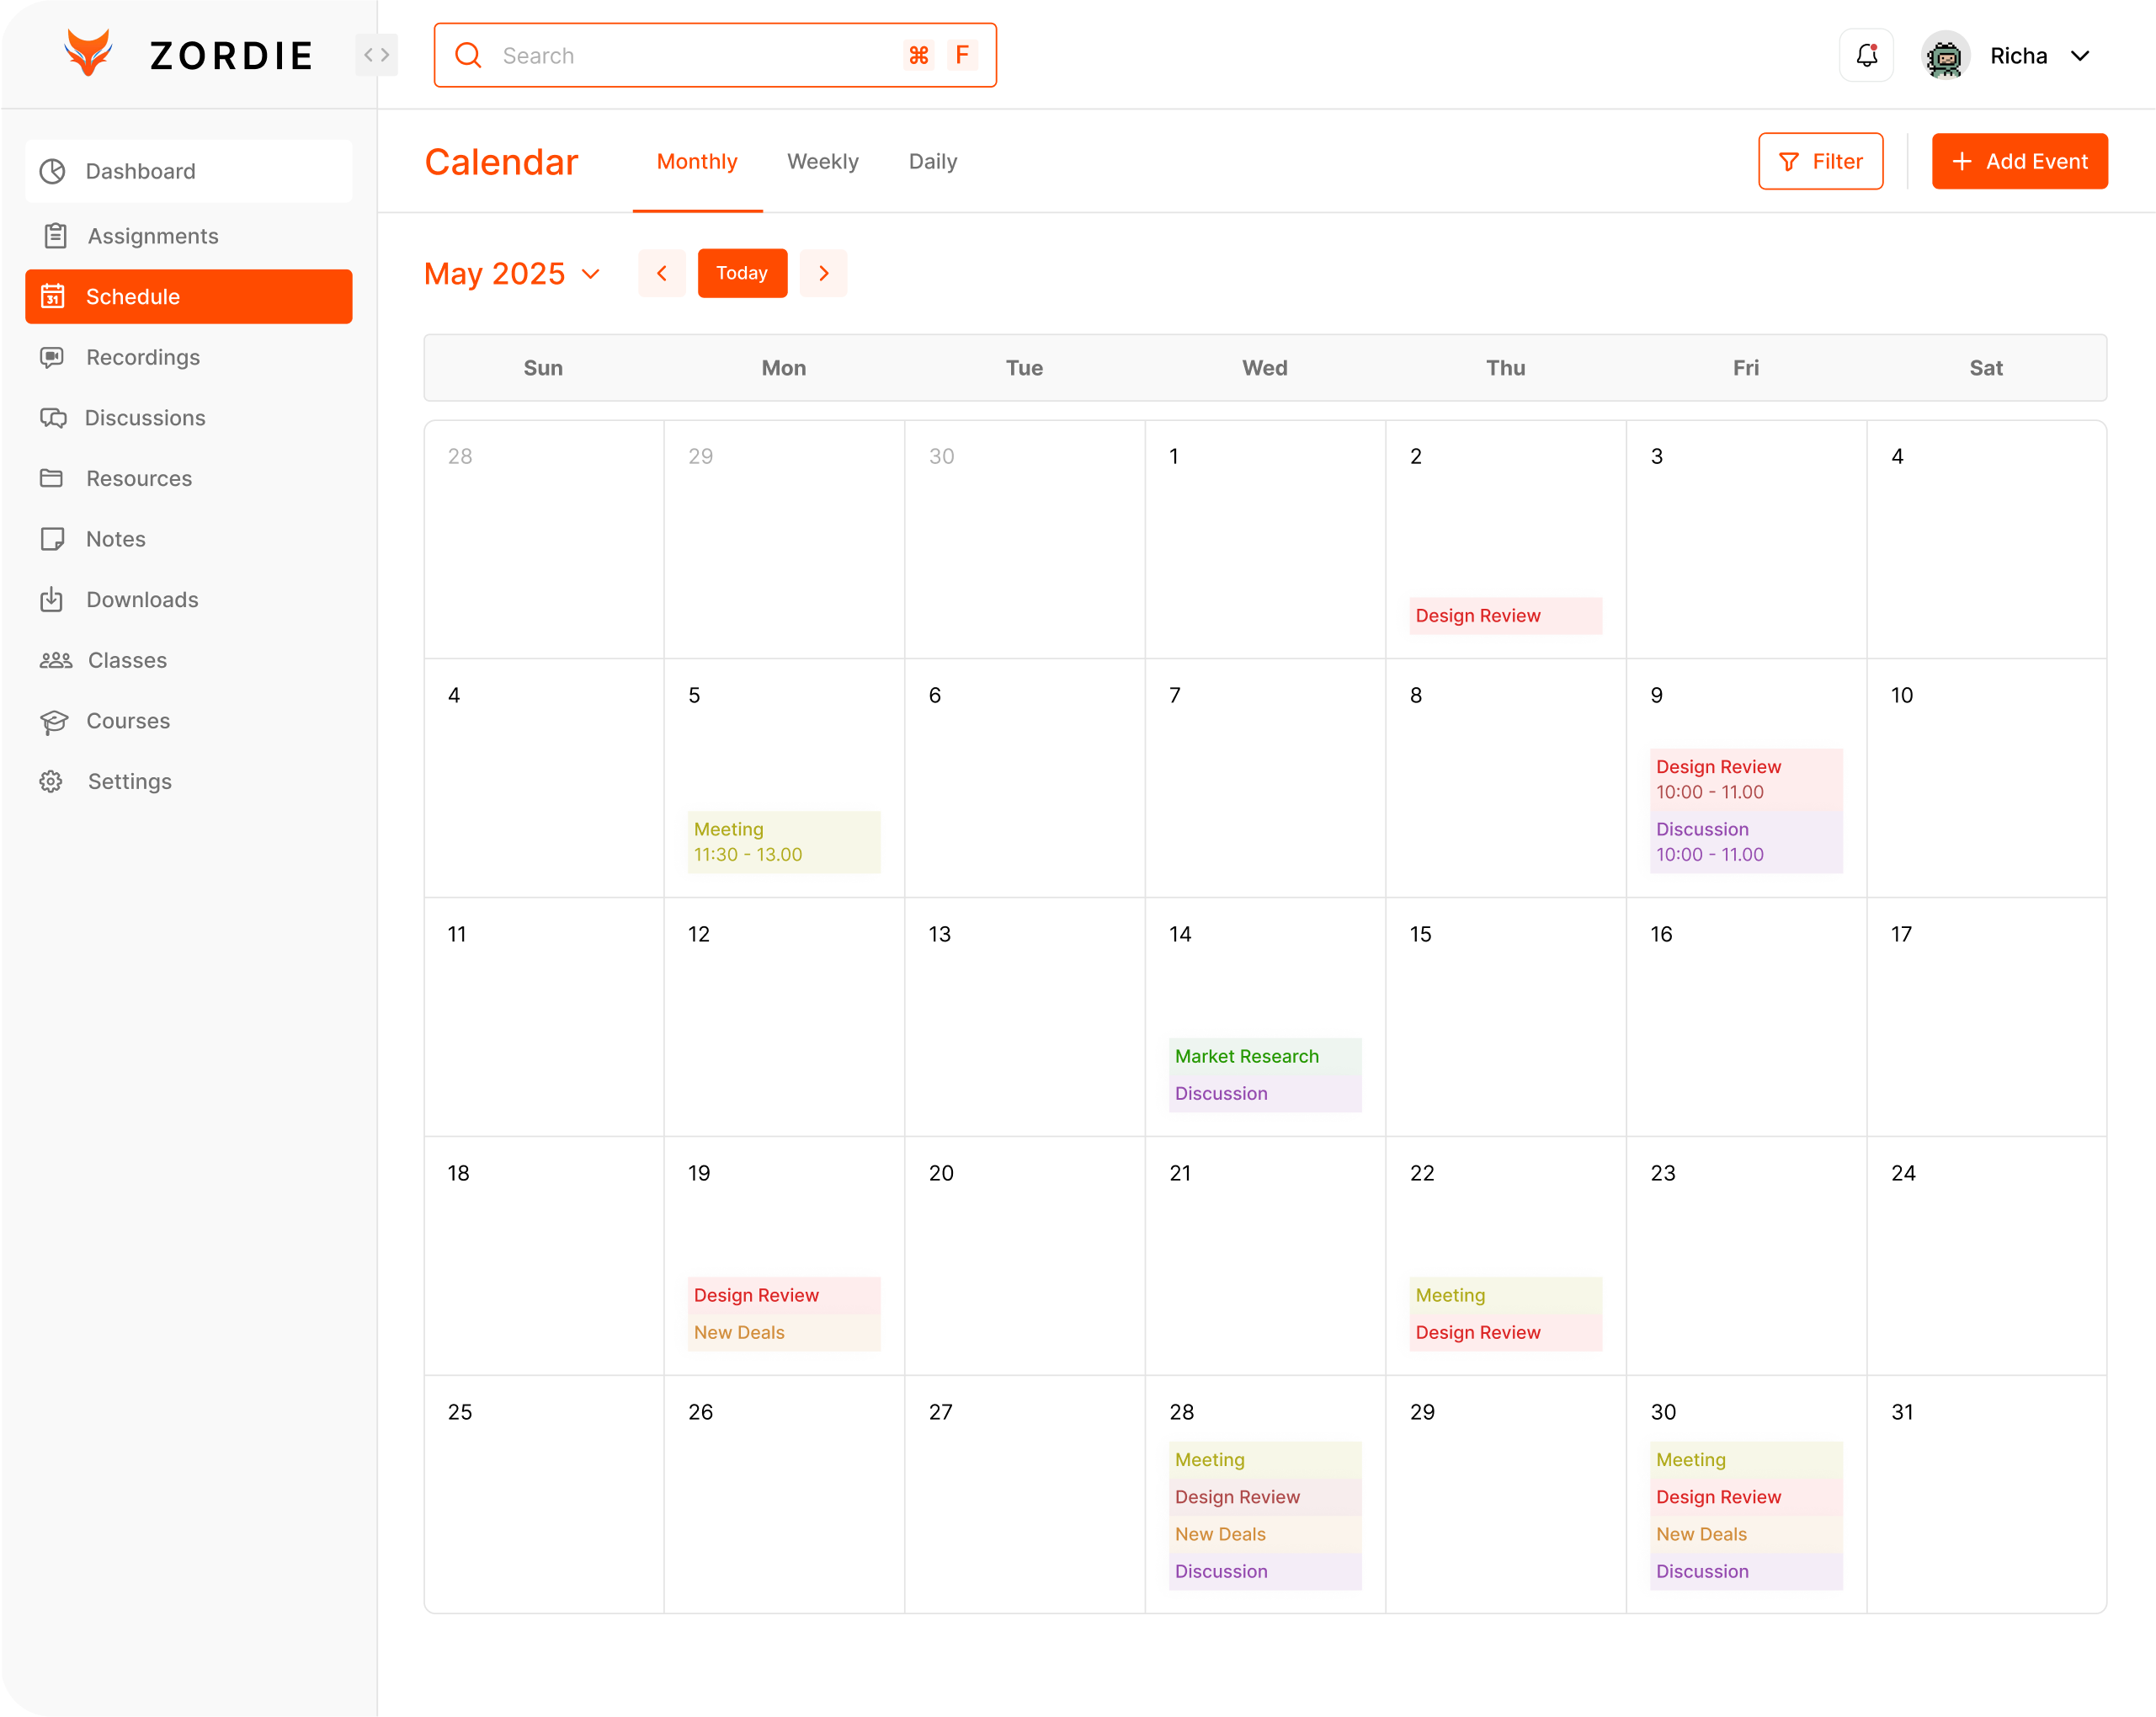 ZORDIE
Search ⌘ F
Richa
Dashboard
Assignments
31 Schedule
Recordings
Discussions
Resources
Notes
Downloads
Classes
Courses
Settings
Calendar Monthly Weekly Daily
Filter + Add Event
May 2025 Today
Sun Mon Tue Wed Thu Fri Sat
28 29 30 1 2 3 4
Design Review
4 5 6 7 8 9 10
Meeting
11:30 - 13.00
Design Review
10:00 - 11.00
Discussion
10:00 - 11.00
11 12 13 14 15 16 17
Market Research
Discussion
18 19 20 21 22 23 24
Design Review
New Deals
Meeting
Design Review
25 26 27 28 29 30 31
Meeting
Design Review
New Deals
Discussion
Meeting
Design Review
New Deals
Discussion